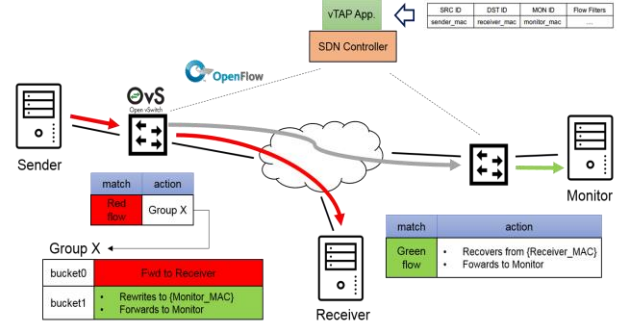 vTAP App.
SDN Controller
SRC ID DST ID MON ID Flow Filters
sender_mac receiver_mac monitor_mac ....
OpenFlow
OvS
Open vSwitch
Sender
Monitor
Receiver
match action
Red flow Group X
Group X
bucket0 Fwd to Receiver
bucket1 • Rewrites to {Monitor_MAC}
• Forwards to Monitor
match action
Green flow • Recovers from {Receiver_MAC}
• Fowards to Monitor